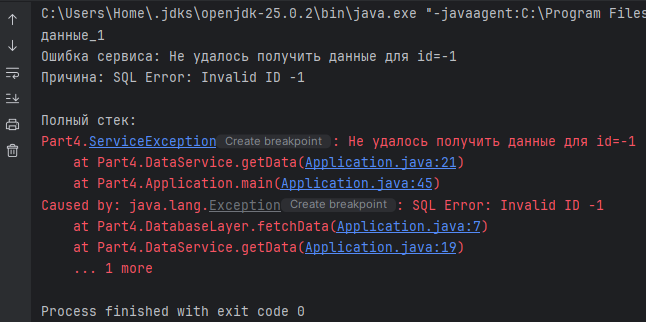 C:\Users\Home\.jdks\openjdk-25.0.2\bin\java.exe "-javaagent:C:\Program Files
данные_1
Ошибка сервиса: Не удалось получить данные для id=-1
Причина: SQL Error: Invalid ID -1
Полный стек:
Part4.ServiceException Create breakpoint : Не удалось получить данные для id=-1
at Part4.DataService.getData(Application.java:21)
at Part4.Application.main(Application.java:45)
Caused by: java.lang.Exception Create breakpoint : SQL Error: Invalid ID -1
at Part4.DatabaseLayer.fetchData(Application.java:7)
at Part4.DataService.getData(Application.java:19)
... 1 more
Process finished with exit code 0